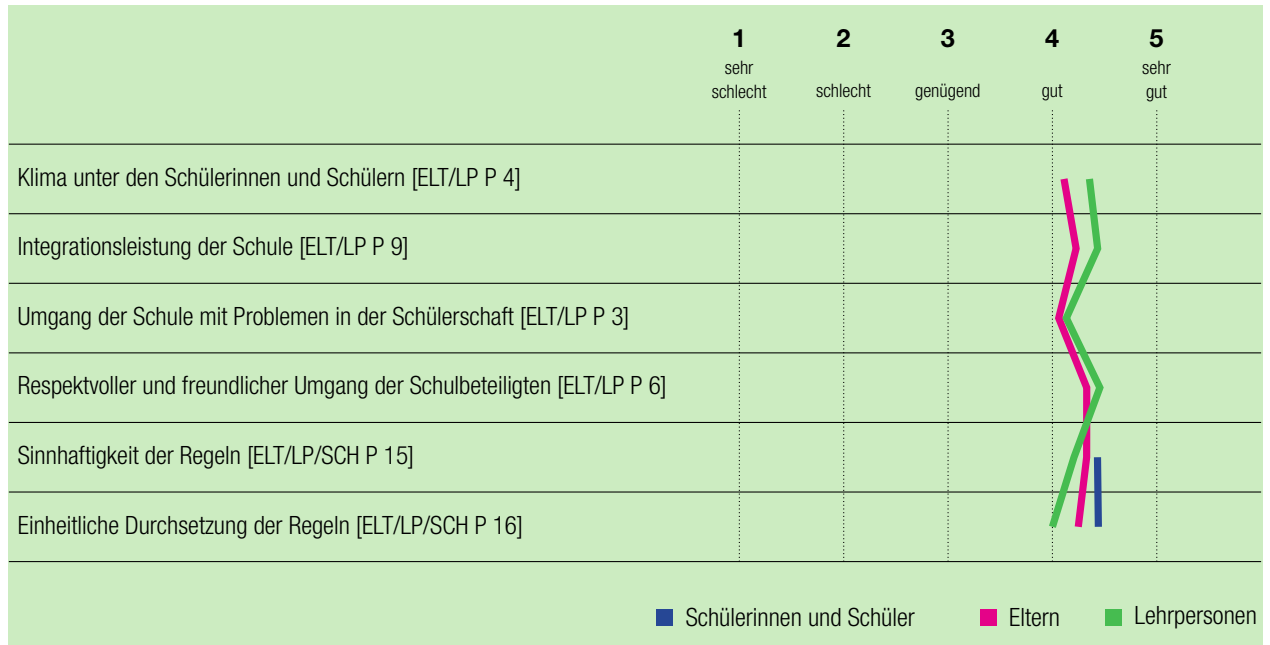 1 2 3 4 5
sehr schlecht schlecht genügend gut sehr gut
Klima unter den Schülerinnen und Schülern [ELT/LP P 4]
Integrationsleistung der Schule [ELT/LP P 9]
Umgang der Schule mit Problemen in der Schülerschaft [ELT/LP P 3]
Respektvoller und freundlicher Umgang der Schulbeteiligten [ELT/LP P 6]
Sinnhaftigkeit der Regeln [ELT/LP/SCH P 15]
Einheitliche Durchsetzung der Regeln [ELT/LP/SCH P 16]
Schülerinnen und Schüler Eltern Lehrpersonen